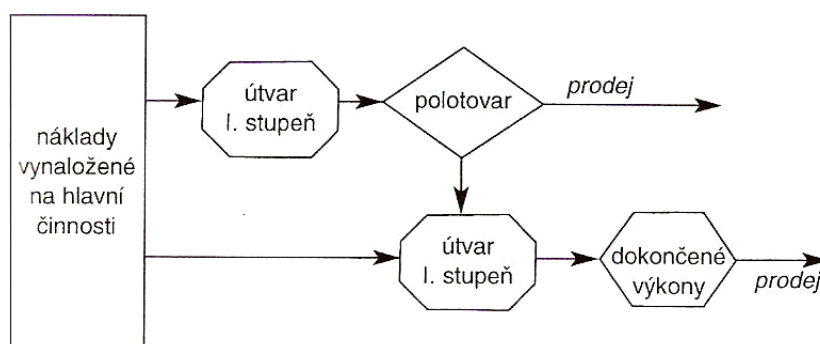 náklady
vynaložené
na hlavní
činnosti
útvar
I. stupeň
polotovar
prodej
útvar
I. stupeň
dokončené
výkony
prodej